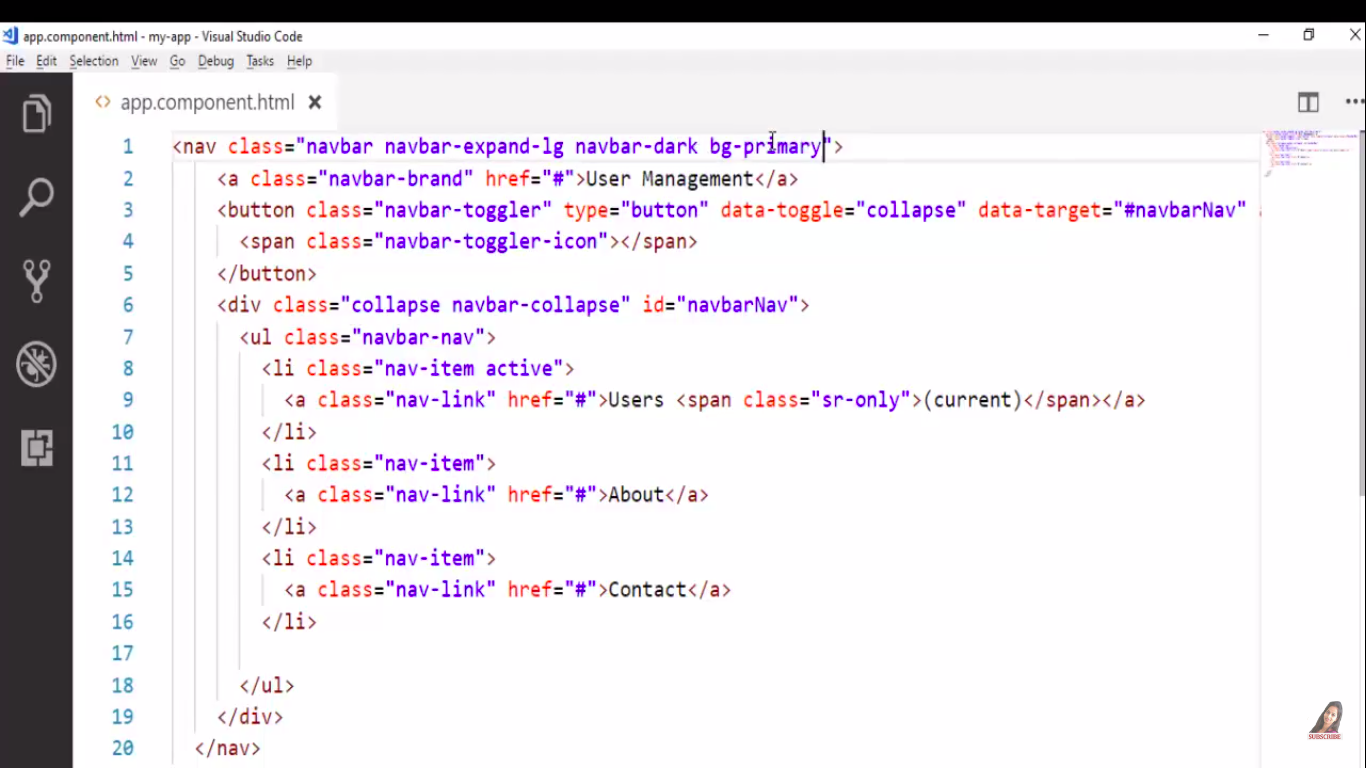 app.component.html - my-app - Visual Studio Code
File Edit Selection View Go Debug Tasks Help
app.component.html
1 <nav class="navbar navbar-expand-lg navbar-dark bg-primary">
2 <a class="navbar-brand" href="#">User Management</a>
3 <button class="navbar-toggler" type="button" data-toggle="collapse" data-target="#navbarNav"
4 <span class="navbar-toggler-icon"></span>
5 </button>
6 <div class="collapse navbar-collapse" id="navbarNav">
7 <ul class="navbar-nav">
8 <li class="nav-item active">
9 <a class="nav-link" href="#">Users <span class="sr-only">(current)</span></a>
10 </li>
11 <li class="nav-item">
12 <a class="nav-link" href="#">About</a>
13 </li>
14 <li class="nav-item">
15 <a class="nav-link" href="#">Contact</a>
16 </li>
17
18 </ul>
19 </div>
20 </nav>
SUBSCRIBE